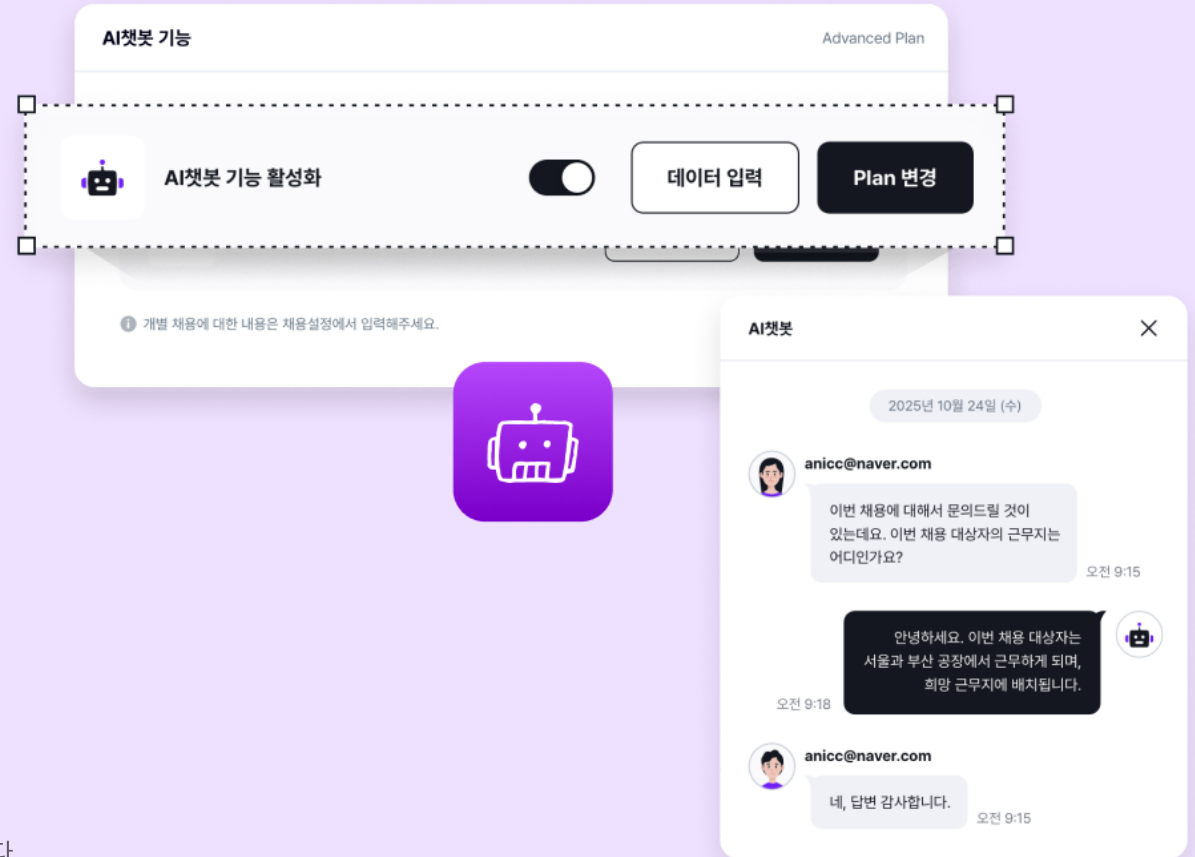 AI챗봇 기능
Advanced Plan
AI챗봇 기능 활성화
데이터 입력
Plan 변경
개별 채용에 대한 내용은 채용설정에서 입력해주세요.
AI챗봇
2025년 10월 24일 (수)
anicc@naver.com
이번 채용에 대해서 문의드릴 것이
있는데요. 이번 채용 대상자의 근무지는
어디인가요?
오전 9:15
안녕하세요. 이번 채용 대상자는
서울과 부산 공장에서 근무하게 되며,
희망 근무지에 배치됩니다.
오전 9:18
anicc@naver.com
네, 답변 감사합니다.
오전 9:15